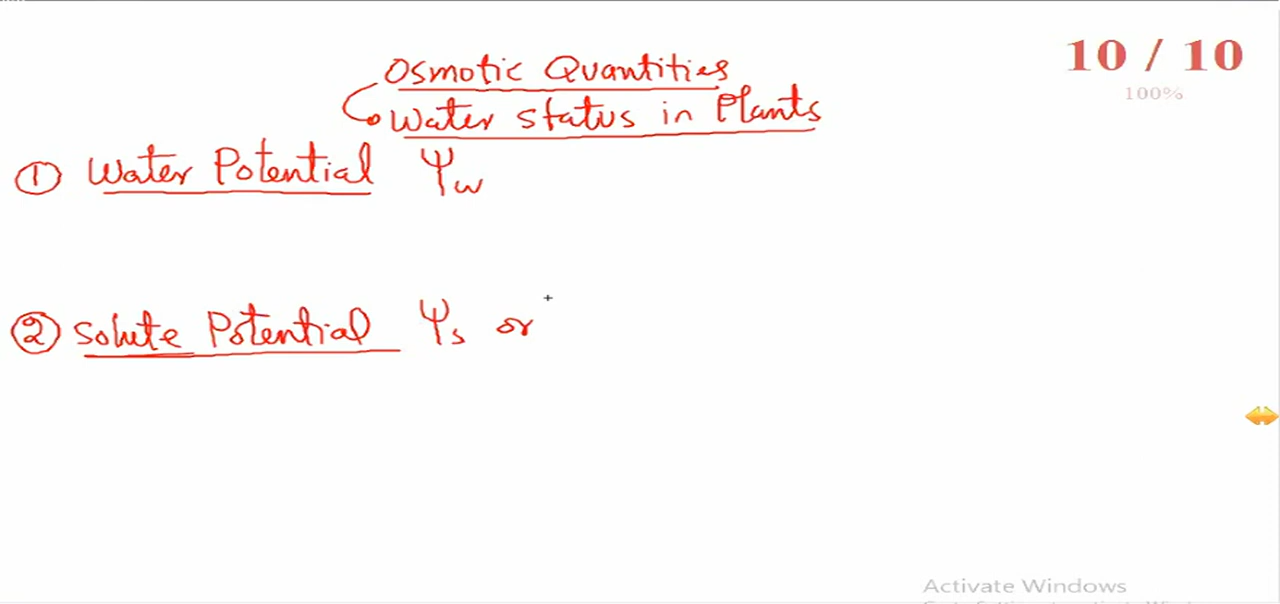 10 / 10
100%
Osmotic Quantities
Water status in Plants
① Water Potential Ψw
② Solute Potential Ψs or
Activate Windows